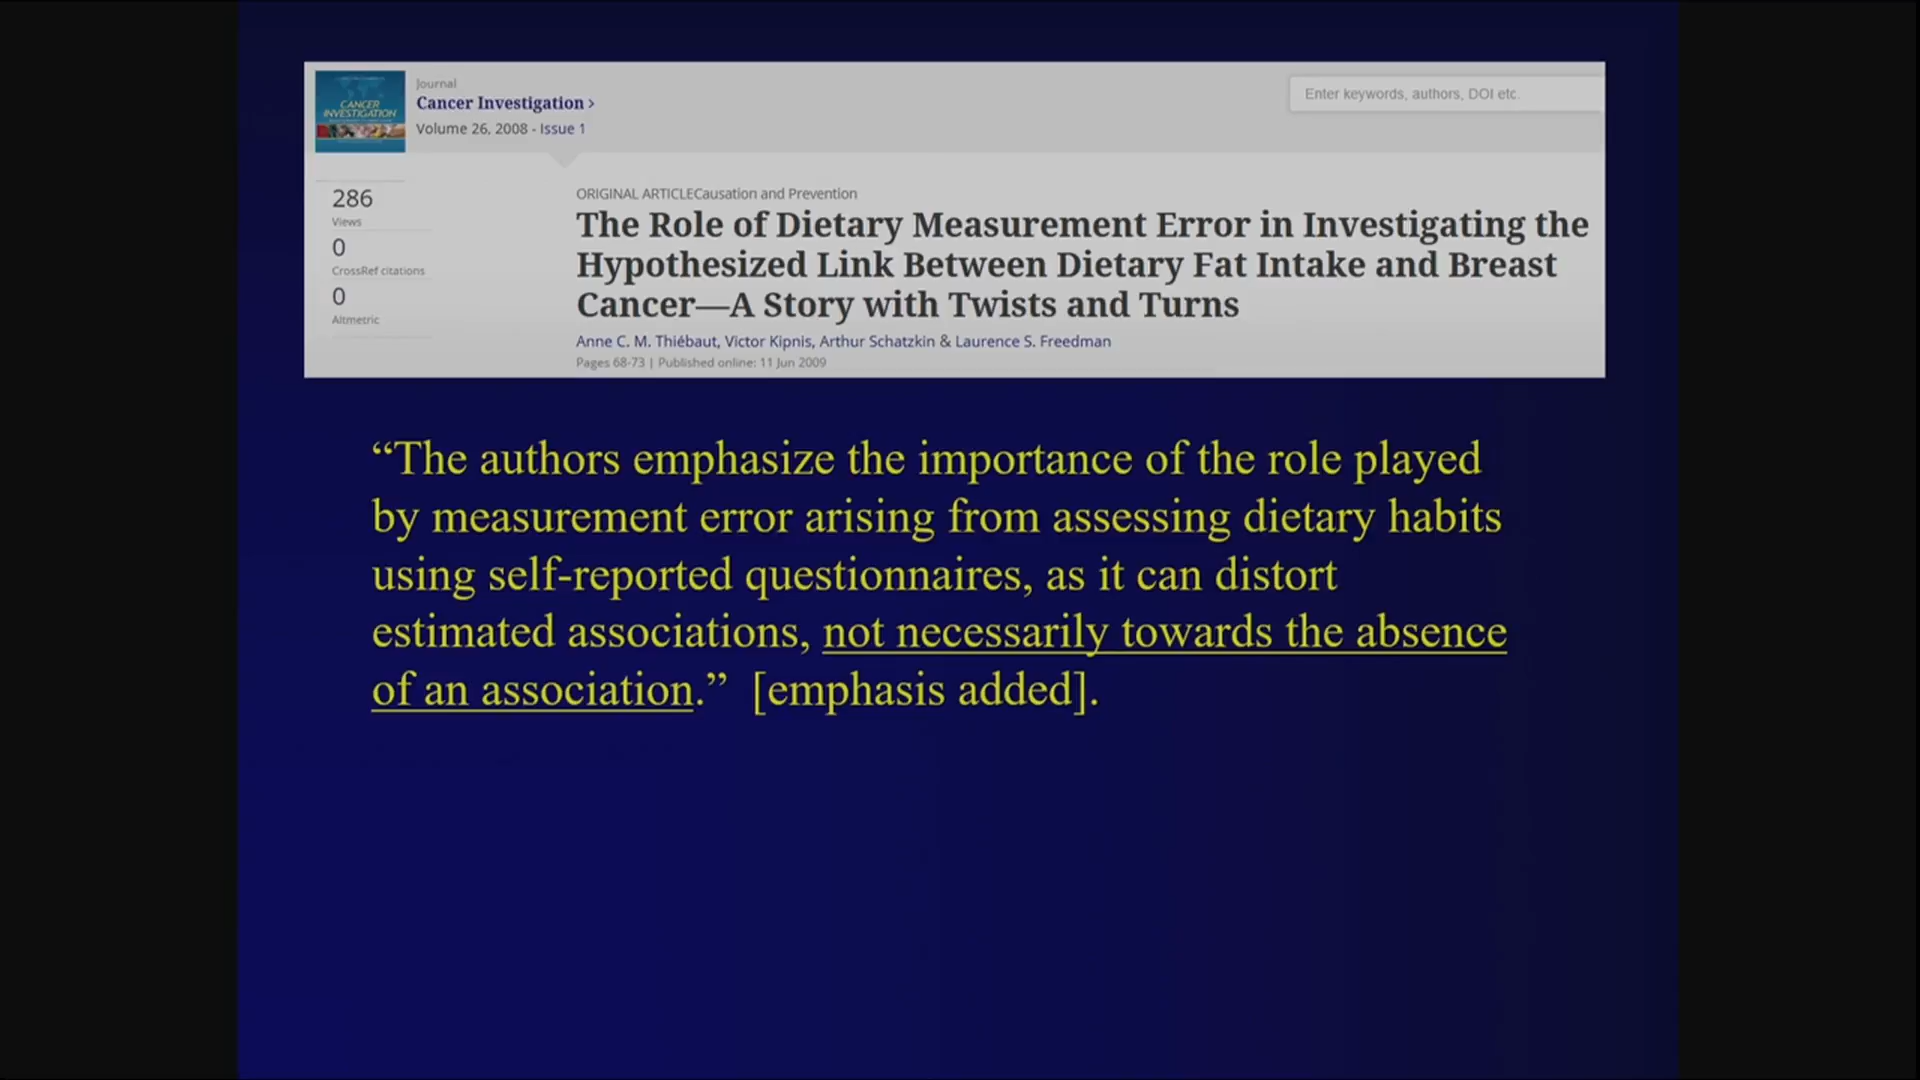 CANCER
INVESTIGATION
Journal
Cancer Investigation >
Volume 26, 2008 - Issue 1
Enter keywords, authors, DOI etc.
286
Views
0
CrossRef citations
0
Altmetric
ORIGINAL ARTICLECausation and Prevention
The Role of Dietary Measurement Error in Investigating the
Hypothesized Link Between Dietary Fat Intake and Breast
Cancer—A Story with Twists and Turns
Anne C. M. Thiébaut, Victor Kipnis, Arthur Schatzkin & Laurence S. Freedman
Pages 68-73 | Published online: 11 Jun 2009
“The authors emphasize the importance of the role played
by measurement error arising from assessing dietary habits
using self-reported questionnaires, as it can distort
estimated associations, not necessarily towards the absence
of an association.” [emphasis added].